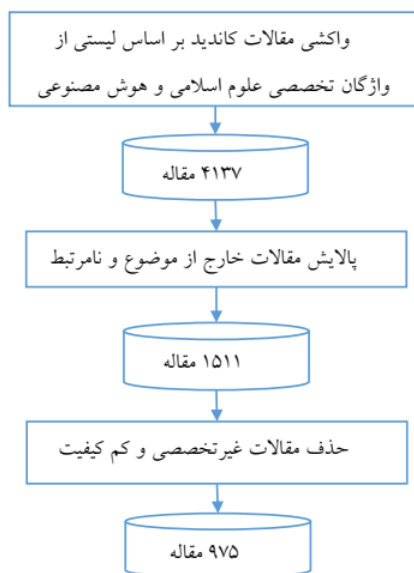 واکشی مقالات کاندید بر اساس لیستی از
واژگان تخصصی علوم اسلامی و هوش مصنوعی
۴۱۳۷ مقاله
پالایش مقالات خارج از موضوع و نامرتبط
۱۵۱۱ مقاله
حذف مقالات غیرتخصصی و کم کیفیت
۹۷۵ مقاله